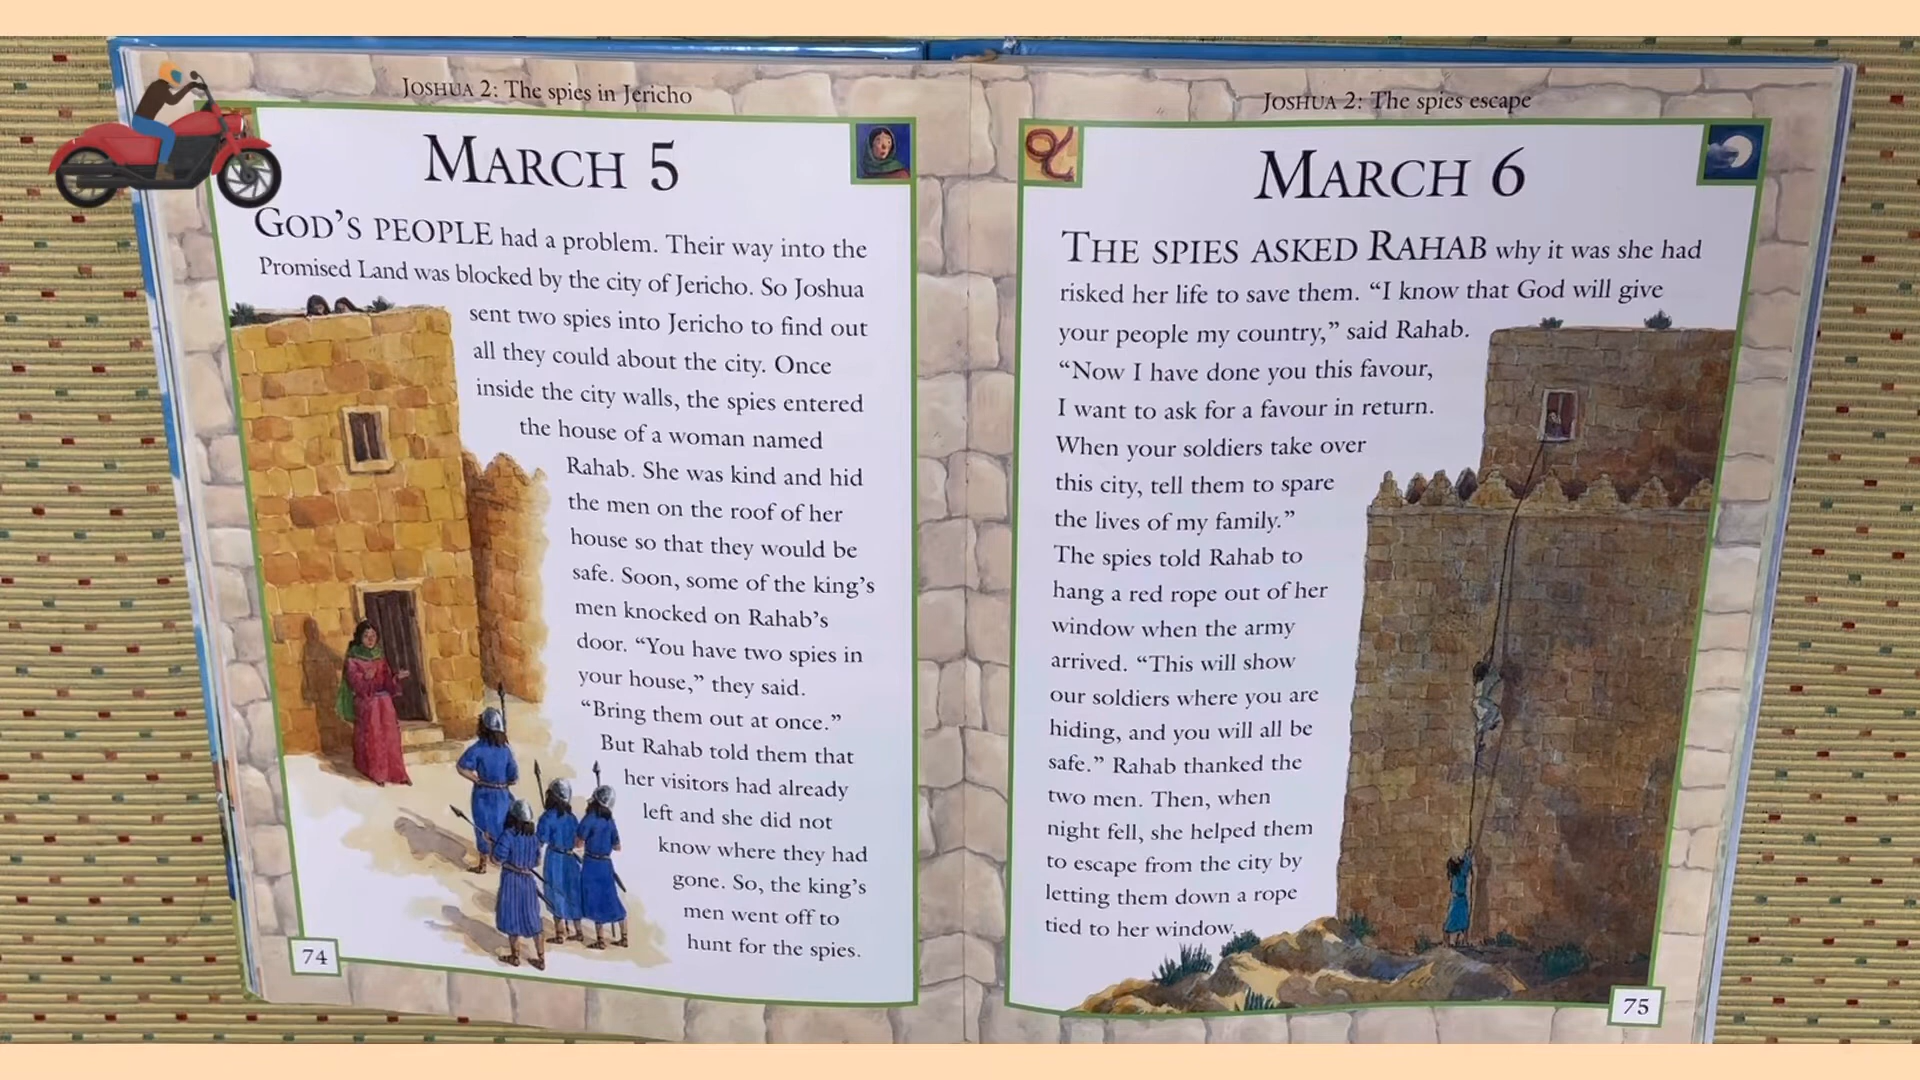 JOSHUA 2: The spies in Jericho
MARCH 5
GOD'S PEOPLE had a problem. Their way into the
Promised Land was blocked by the city of Jericho. So Joshua
sent two spies into Jericho to find out
all they could about the city. Once
inside the city walls, the spies entered
the house of a woman named
Rahab. She was kind and hid
the men on the roof of her
house so that they would be
safe. Soon, some of the king's
men knocked on Rahab's
door. “You have two spies in
your house,” they said.
“Bring them out at once.”
But Rahab told them that
her visitors had already
left and she did not
know where they had
gone. So, the king's
men went off to
hunt for the spies.
74
JOSHUA 2: The spies escape
MARCH 6
THE SPIES ASKED RAHAB why it was she had
risked her life to save them. “I know that God will give
your people my country,” said Rahab.
“Now I have done you this favour,
I want to ask for a favour in return.
When your soldiers take over
this city, tell them to spare
the lives of my family.”
The spies told Rahab to
hang a red rope out of her
window when the army
arrived. “This will show
our soldiers where you are
hiding, and you will all be
safe.” Rahab thanked the
two men. Then, when
night fell, she helped them
to escape from the city by
letting them down a rope
tied to her window.
75